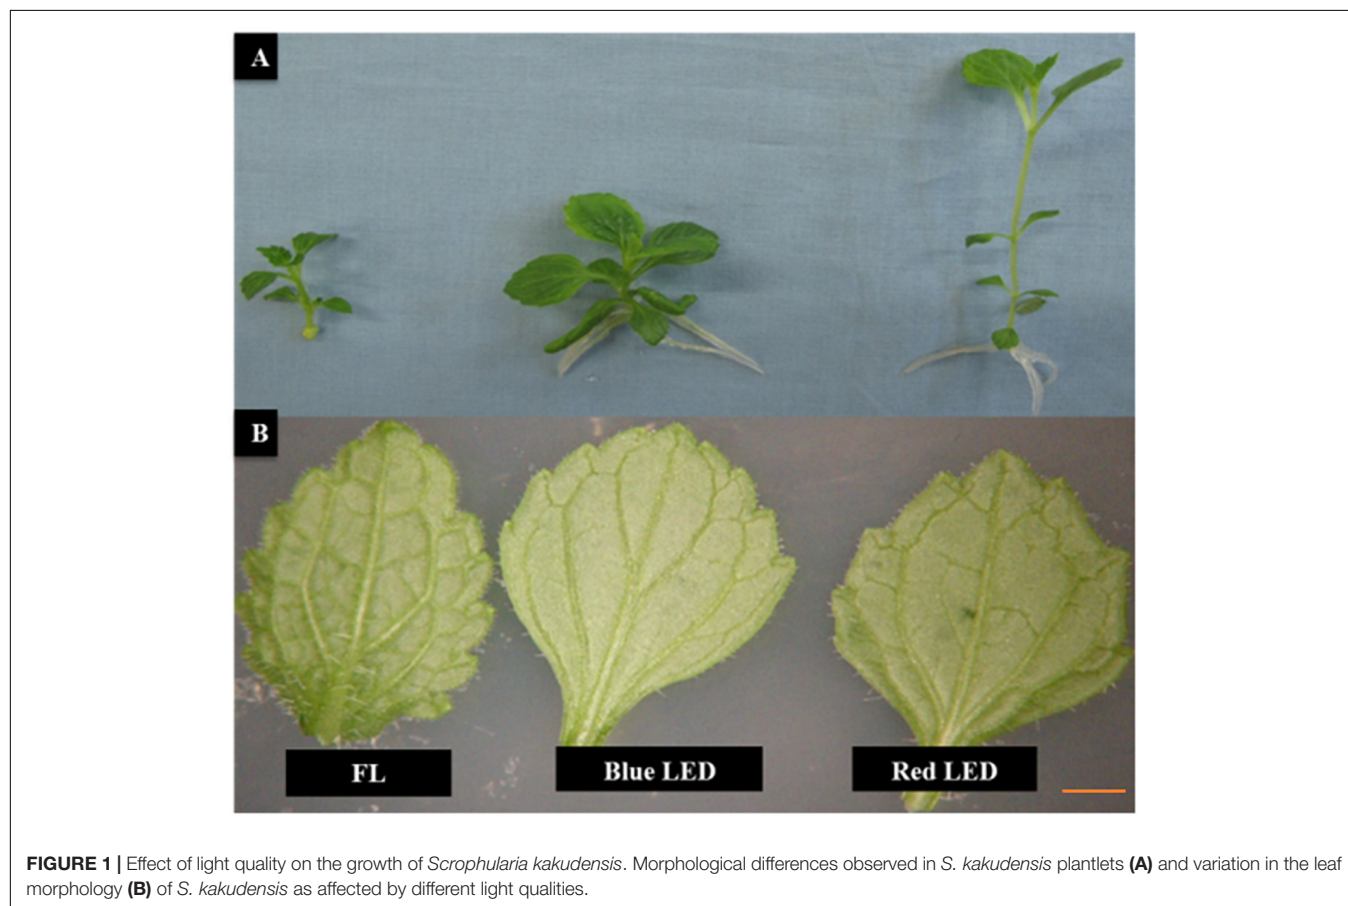 A
B
FL
Blue LED
Red LED
FIGURE 1 | Effect of light quality on the growth of Scrophularia kakudensis. Morphological differences observed in S. kakudensis plantlets (A) and variation in the leaf
morphology (B) of S. kakudensis as affected by different light qualities.